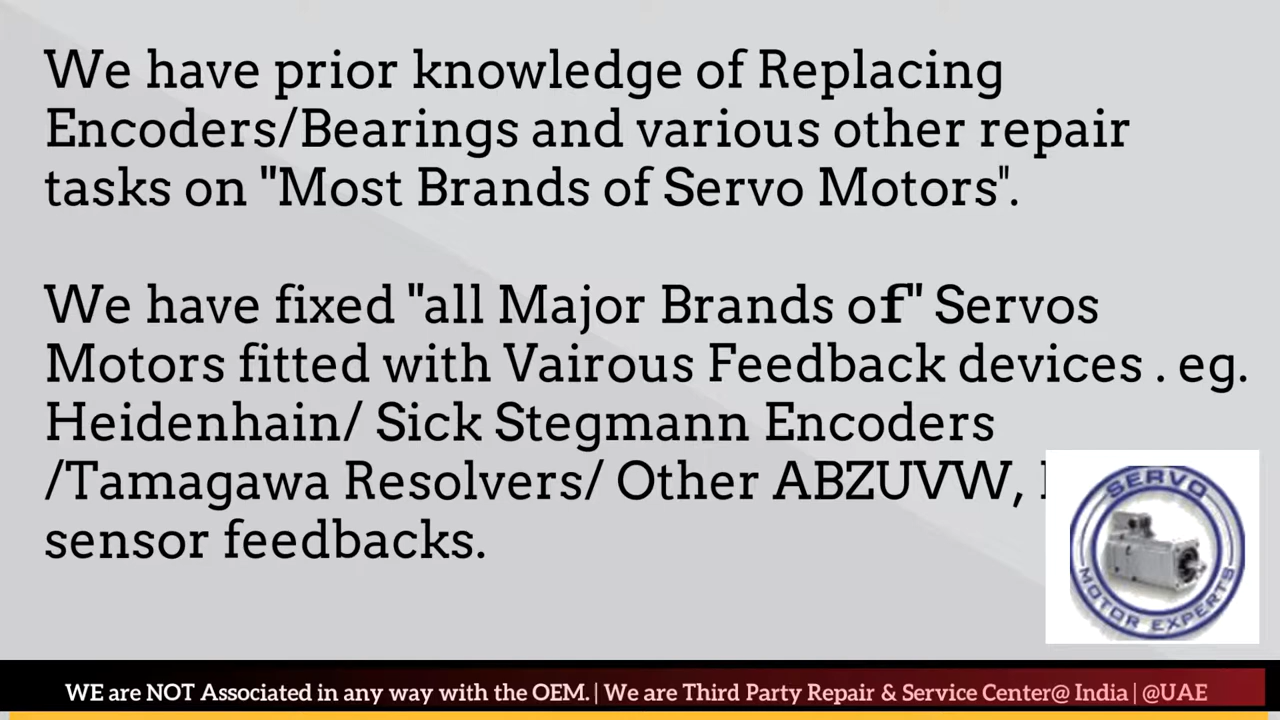 We have prior knowledge of Replacing
Encoders/Bearings and various other repair
tasks on "Most Brands of Servo Motors".
We have fixed "all Major Brands of" Servos
Motors fitted with Vairous Feedback devices . eg.
Heidenhain/ Sick Stegmann Encoders
/Tamagawa Resolvers/ Other ABZUVW,
sensor feedbacks.
SERVO
MOTOR EXPERTS
WE are NOT Associated in any way with the OEM. | We are Third Party Repair & Service Center@ India | @UAE